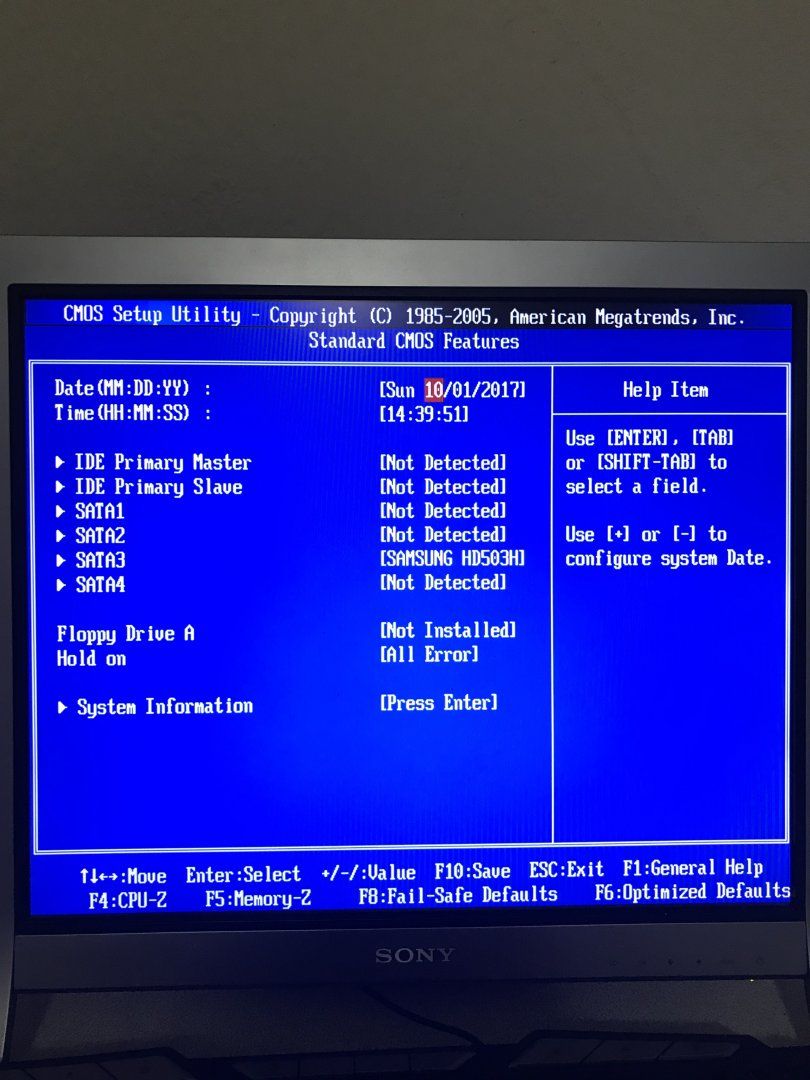 CMOS Setup Utility - Copyright (C) 1985-2005, American Megatrends, Inc.
Standard CMOS Features
Date(MM:DD:YY) : [Sun 10/01/2017]
Time(HH:MM:SS) : [14:39:51]
IDE Primary Master [Not Detected]
IDE Primary Slave [Not Detected]
SATA1 [Not Detected]
SATA2 [Not Detected]
SATA3 [SAMSUNG HD503H]
SATA4 [Not Detected]
Floppy Drive A [Not Installed]
Hold on [All Error]
System Information [Press Enter]
Help Item
Use [ENTER], [TAB]
or [SHIFT-TAB] to
select a field.
Use [+] or [-] to
configure system Date.
↑↓←→:Move Enter:Select +/-/:Value F10:Save ESC:Exit F1:General Help
F4:CPU-Z F5:Memory-Z F8:Fail-Safe Defaults F6:Optimized Defaults
SONY